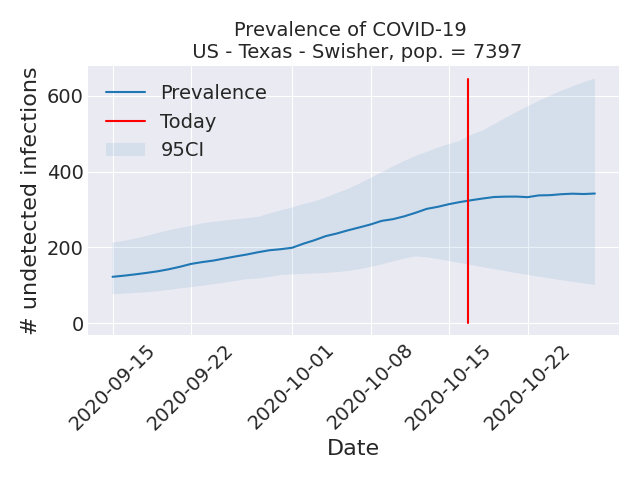 Prevalence of COVID-19
US - Texas - Swisher, pop. = 7397
# undetected infections
600
400
200
0
Prevalence
Today
95CI
2020-09-15
2020-09-22
2020-10-01
2020-10-08
2020-10-15
2020-10-22
Date